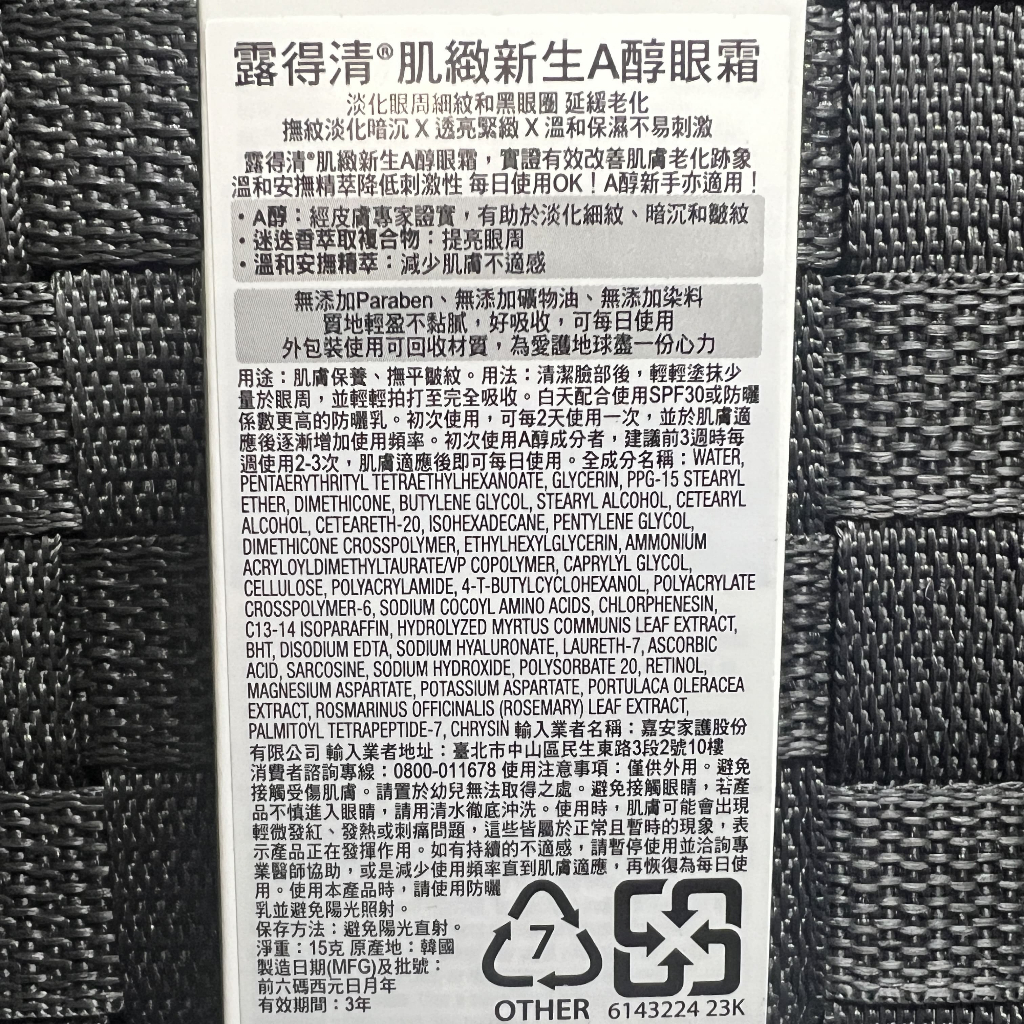 露得清®肌緻新生A醇眼霜
淡化眼周細紋和黑眼圈 延緩老化
撫紋淡化暗沉 X 透亮緊緻 X 溫和保濕不易刺激
露得清®肌緻新生A醇眼霜，實證有效改善肌膚老化跡象
溫和安撫精萃降低刺激性 每日使用OK！A醇新手亦適用！
・A醇：經皮膚專家證實，有助於淡化細紋、暗沉和皺紋
・迷迭香萃取複合物：提亮眼周
・溫和安撫精萃：減少肌膚不適感
無添加Paraben、無添加礦物油、無添加染料
質地輕盈不黏膩，好吸收，可每日使用
外包裝使用可回收材質，為愛護地球盡一份心力
用途：肌膚保養、撫平皺紋。用法：清潔臉部後，輕輕塗抹少
量於眼周，並輕輕拍打至完全吸收。白天配合使用SPF30或防曬
係數更高的防曬乳。初次使用，可每2天使用一次，並於肌膚適
應後逐漸增加使用頻率。初次使用A醇成分者，建議前3週時每
週使用2-3次，肌膚適應後即可每日使用。全成分名稱：WATER,
PENTAERYTHRITYL TETRAETHYLHEXANOATE, GLYCERIN, PPG-15 STEARYL
ETHER, DIMETHICONE, BUTYLENE GLYCOL, STEARYL ALCOHOL, CETEARYL
ALCOHOL, CETEARETH-20, ISOHEXADECANE, PENTYLENE GLYCOL,
DIMETHICONE CROSSPOLYMER, ETHYLHEXYLGLYCERIN, AMMONIUM
ACRYLOYLDIMETHYLTAURATE/VP COPOLYMER, CAPRYLYL GLYCOL,
CELLULOSE, POLYACRYLAMIDE, 4-T-BUTYLCYCLOHEXANOL, POLYACRYLATE
CROSSPOLYMER-6, SODIUM COCOYL AMINO ACIDS, CHLORPHENESIN,
C13-14 ISOPARAFFIN, HYDROLYZED MYRTUS COMMUNIS LEAF EXTRACT,
BHT, DISODIUM EDTA, SODIUM HYALURONATE, LAURETH-7, ASCORBIC
ACID, SARCOSINE, SODIUM HYDROXIDE, POLYSORBATE 20, RETINOL,
MAGNESIUM ASPARTATE, POTASSIUM ASPARTATE, PORTULACA OLERACEA
EXTRACT, ROSMARINUS OFFICINALIS (ROSEMARY) LEAF EXTRACT,
PALMITOYL TETRAPEPTIDE-7, CHRYSIN 輸入業者名稱：嘉安家護股份
有限公司 輸入業者地址：臺北市中山區民生東路3段2號10樓
消費者諮詢專線：0800-011678 使用注意事項：僅供外用。避免
接觸受傷肌膚。請置於幼兒無法取得之處。避免接觸眼睛，若產
品不慎進入眼睛，請用清水徹底沖洗。使用時，肌膚可能會出現
輕微發紅、發熱或刺痛問題，這些皆屬於正常且暫時的現象，表
示產品正在發揮作用。如有持續的不適感，請暫停使用並洽詢專
業醫師協助，或是減少使用頻率直到肌膚適應，再恢復為每日使
用。使用本產品時，請使用防曬
乳並避免陽光照射。
保存方法：避免陽光直射。
淨重：15克 原產地：韓國
製造日期(MFG)及批號：
前六碼西元日月年
有效期間：3年
7
OTHER
6143224 23K